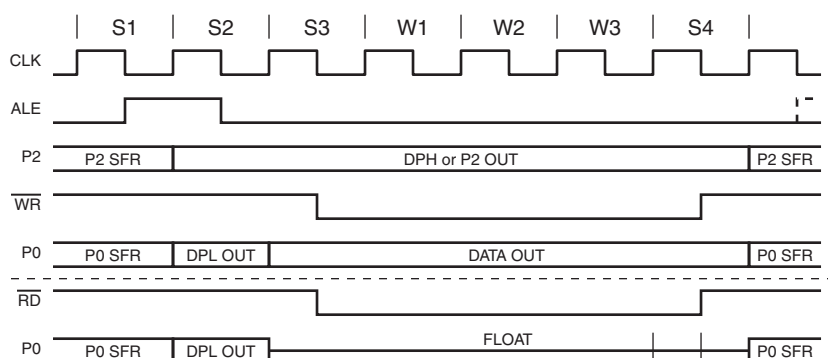 S1 S2 S3 W1 W2 W3 S4
CLK
ALE
P2 P2 SFR DPH or P2 OUT P2 SFR
WR
P0 P0 SFR DPL OUT DATA OUT P0 SFR
RD
P0 P0 SFR DPL OUT FLOAT P0 SFR